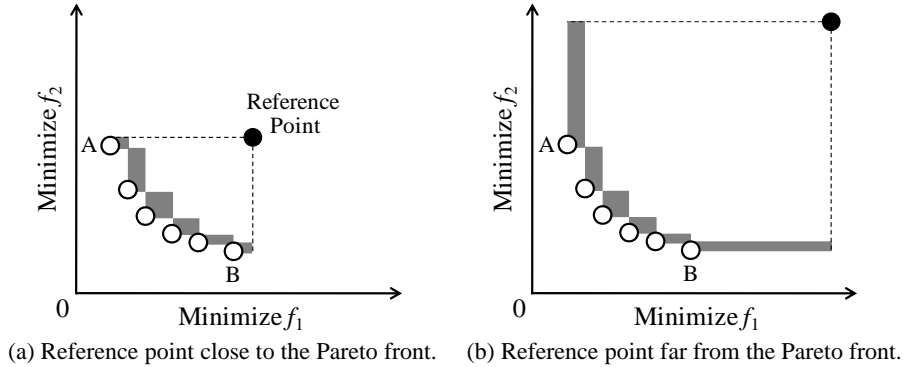 Minimize f2
Reference
Point
A
B
0
Minimize f1
(a) Reference point close to the Pareto front.
Minimize f2
A
B
0
Minimize f1
(b) Reference point far from the Pareto front.